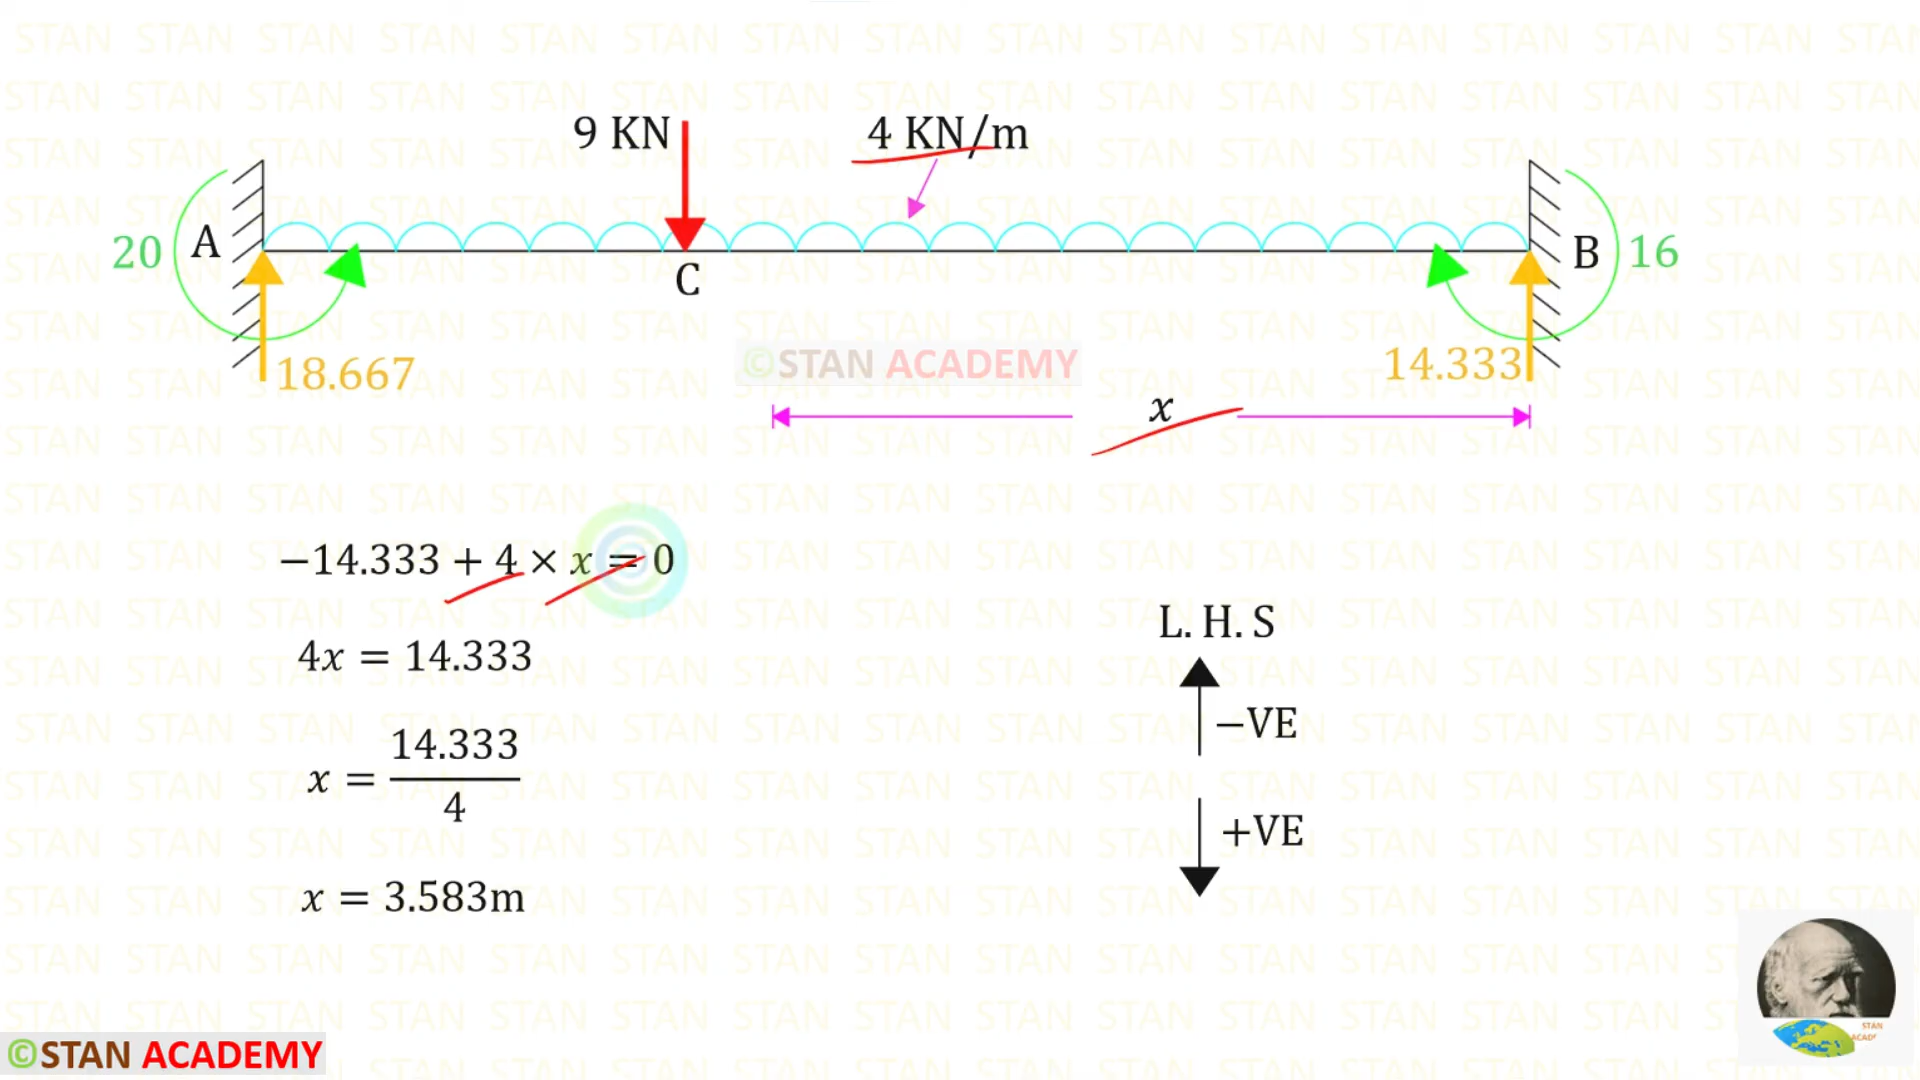 9 KN
4 KN/m
20
A
C
B
16
18.667
©STAN ACADEMY
14.333
x
−14.333 + 4 × x = 0
4x = 14.333
x = 14.333
4
x = 3.583m
L. H. S
−VE
+VE
©STAN ACADEMY
STAN